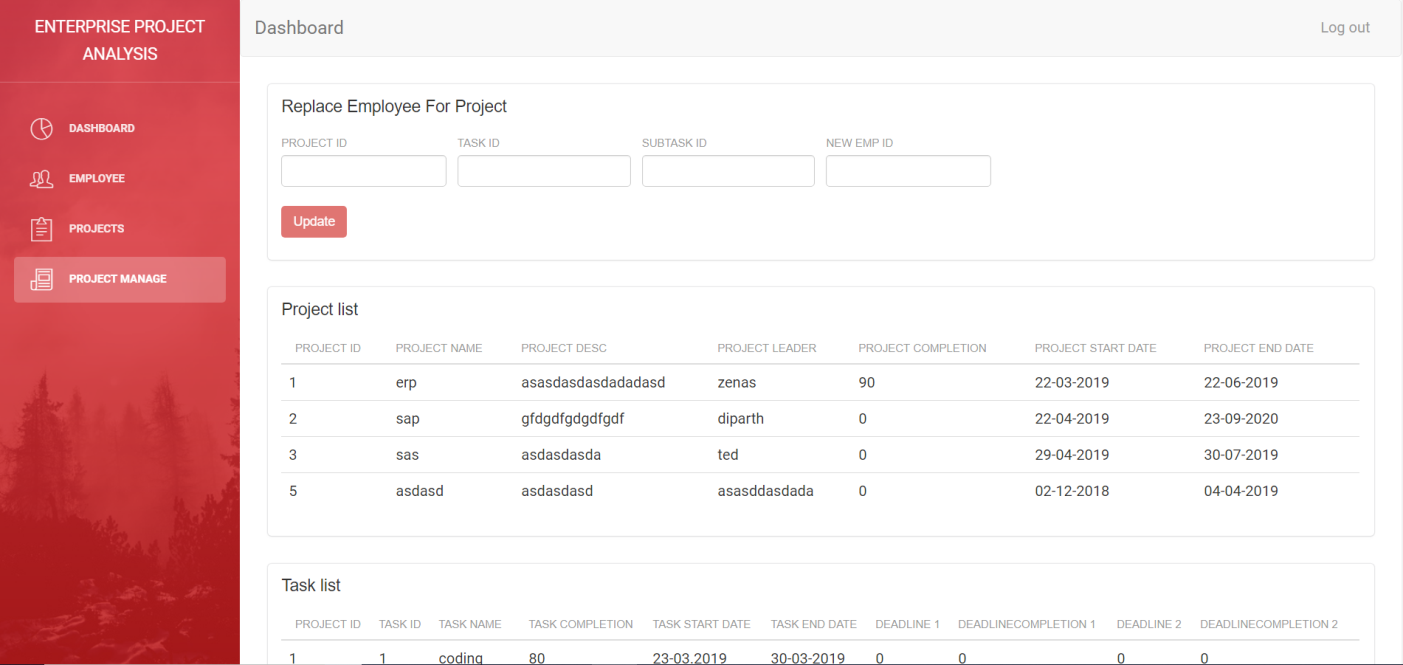 ENTERPRISE PROJECT
ANALYSIS
DASHBOARD
EMPLOYEE
PROJECTS
PROJECT MANAGE
Dashboard
Log out
Replace Employee For Project
PROJECT ID TASK ID SUBTASK ID NEW EMP ID
Update
Project list
PROJECT ID PROJECT NAME PROJECT DESC PROJECT LEADER PROJECT COMPLETION PROJECT START DATE PROJECT END DATE
1 erp asasdasdasdadadasd zenas 90 22-03-2019 22-06-2019
2 sap gfdgdfgdgdfgdf diparth 0 22-04-2019 23-09-2020
3 sas asdasdasda ted 0 29-04-2019 30-07-2019
5 asdasd asdasdasd asasddasdada 0 02-12-2018 04-04-2019
Task list
PROJECT ID TASK ID TASK NAME TASK COMPLETION TASK START DATE TASK END DATE DEADLINE 1 DEADLINECOMPLETION 1 DEADLINE 2 DEADLINECOMPLETION 2
1 1 coding 80 23-03.2019 30-03-2019 0 0 0 0